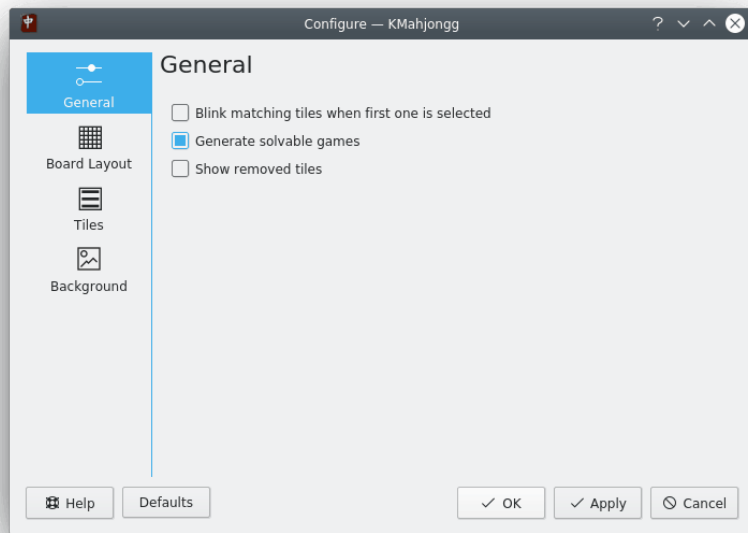 Configure — KMahjongg
General
General
Blink matching tiles when first one is selected
Generate solvable games
Show removed tiles
Board Layout
Tiles
Background
Help
Defaults
OK
Apply
Cancel